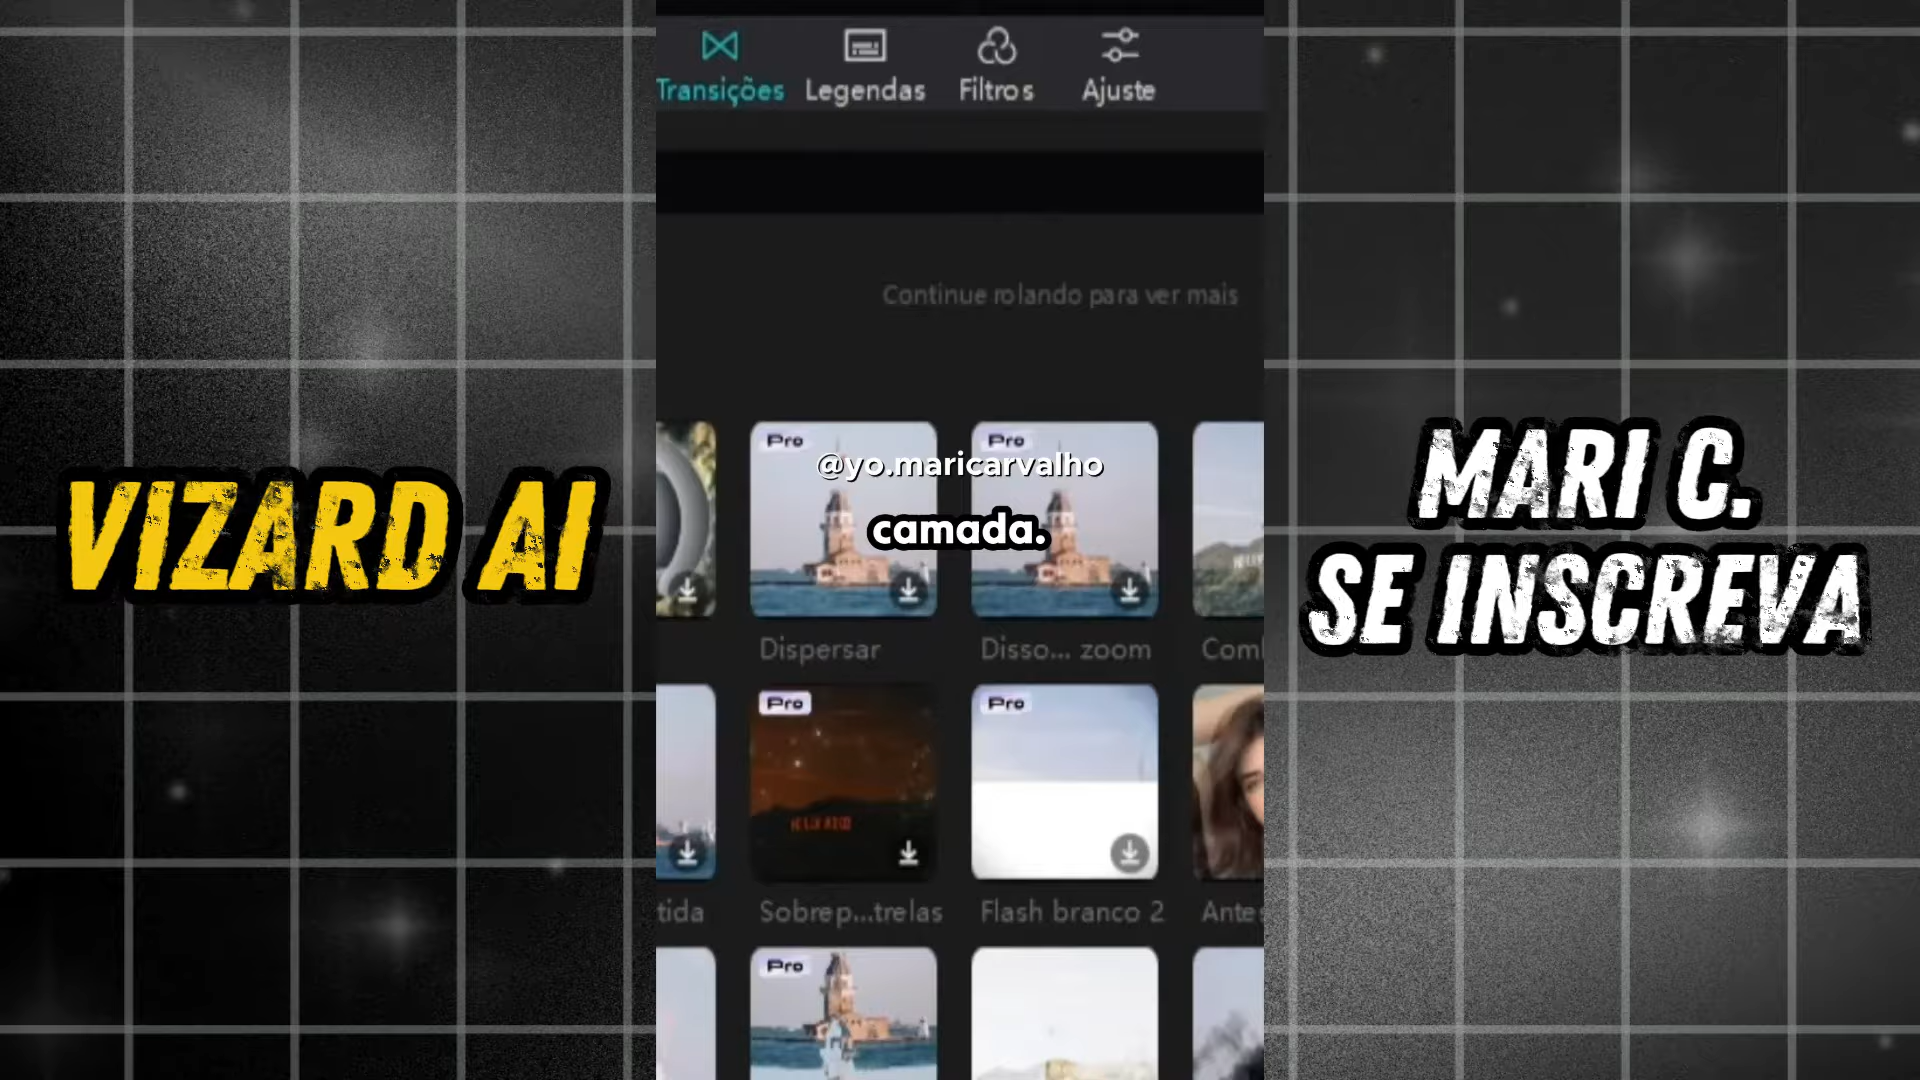 Transições Legendas Filtros Ajuste
Continue rolando para ver mais
VIZARD AI
Pro Pro
@yo.maricarvalho
camada.
MARI C.
SE INSCREVA
Dispersar Disso... zoom
Pro Pro
tida Sobrep...trelas Flash branco 2
Pro